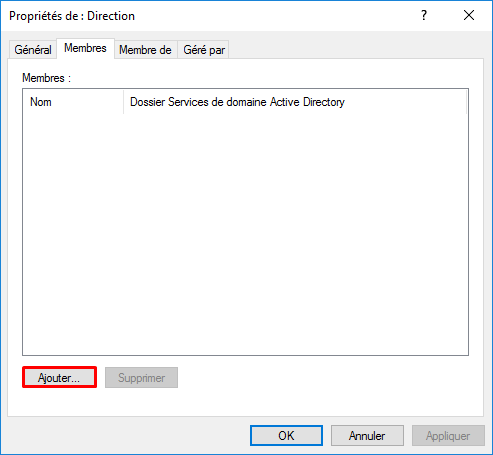 Propriétés de : Direction
?
Général Membres Membre de Géré par
Membres :
Nom Dossier Services de domaine Active Directory
Ajouter... Supprimer
OK Annuler Appliquer